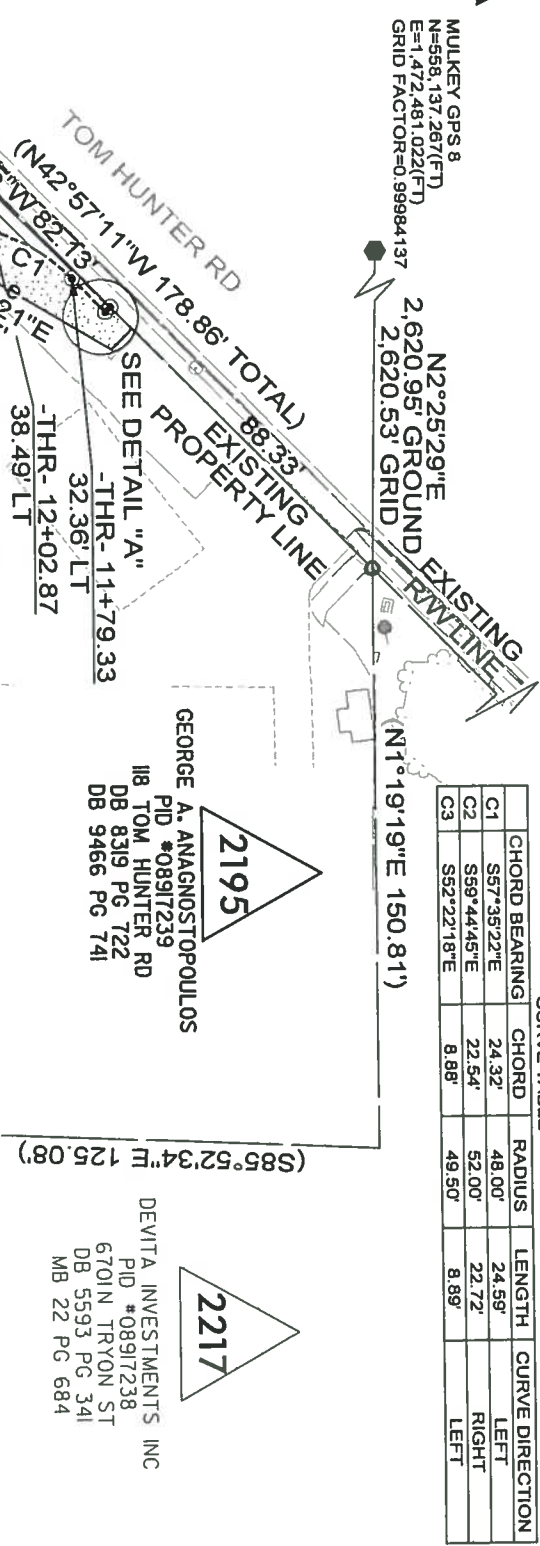 MULKEY GPS 8
N=558,137.267(FT)
E=1,472,481.022(FT)
GRID FACTOR=0.99984137
N2°25'29"E
2,620.95' GROUND
2,620.53' GRID
TOM HUNTER RD
(N42°57'11"W 178.86' TOTAL)
"W 82.13'
C1
21"E
88.33'
EXISTING
PROPERTY LINE
EXISTING
R/W LINE
SEE DETAIL "A"
-THR- 11+79.33
32.36' LT
-THR- 12+02.87
38.49' LT
(N1°19'19"E 150.81')
2195
GEORGE A. ANAGNOSTOPOULOS
PID #08917239
118 TOM HUNTER RD
DB 8319 PG 722
DB 9466 PG 741
(S85°52'34"E 125.08')
2217
DEVITA INVESTMENTS INC
PID #08917238
6701N TRYON ST
DB 5593 PG 341
MB 22 PG 684
CHORD BEARING CHORD RADIUS LENGTH CURVE DIRECTION
C1 S57°35'22"E 24.32' 48.00' 24.59' LEFT
C2 S59°44'45"E 22.54' 52.00' 22.72' RIGHT
C3 S52°22'18"E 8.88' 49.50' 8.89' LEFT